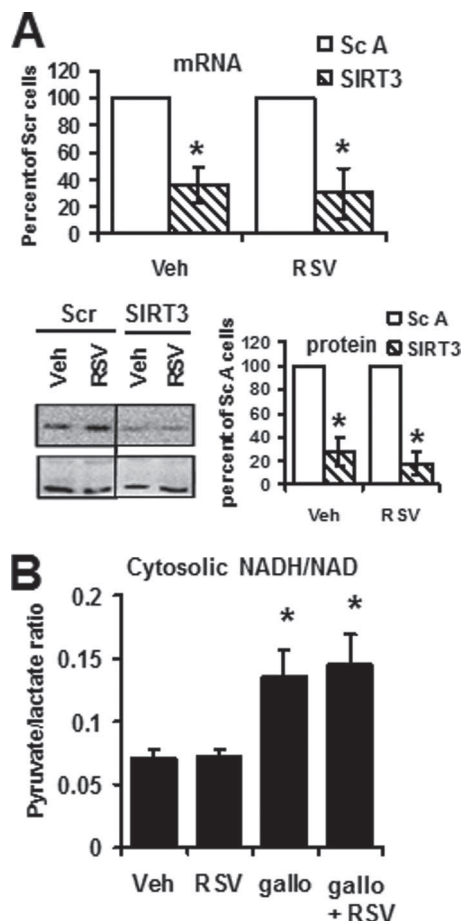 A
Sc A
SIRT3
mRNA
Percent of Scr cells
120
100
80
60
40
20
0
*
*
Veh
RSV
Scr
SIRT3
Veh
RSV
Veh
RSV
Sc A
SIRT3
protein
percent of Sc A cells
120
100
80
60
40
20
0
*
*
Veh
RSV
B
Cytosolic NADH/NAD
Pyruvate/lactate ratio
0.2
0.15
0.1
0.05
0
*
*
Veh
RSV
gallo
gallo
+ RSV